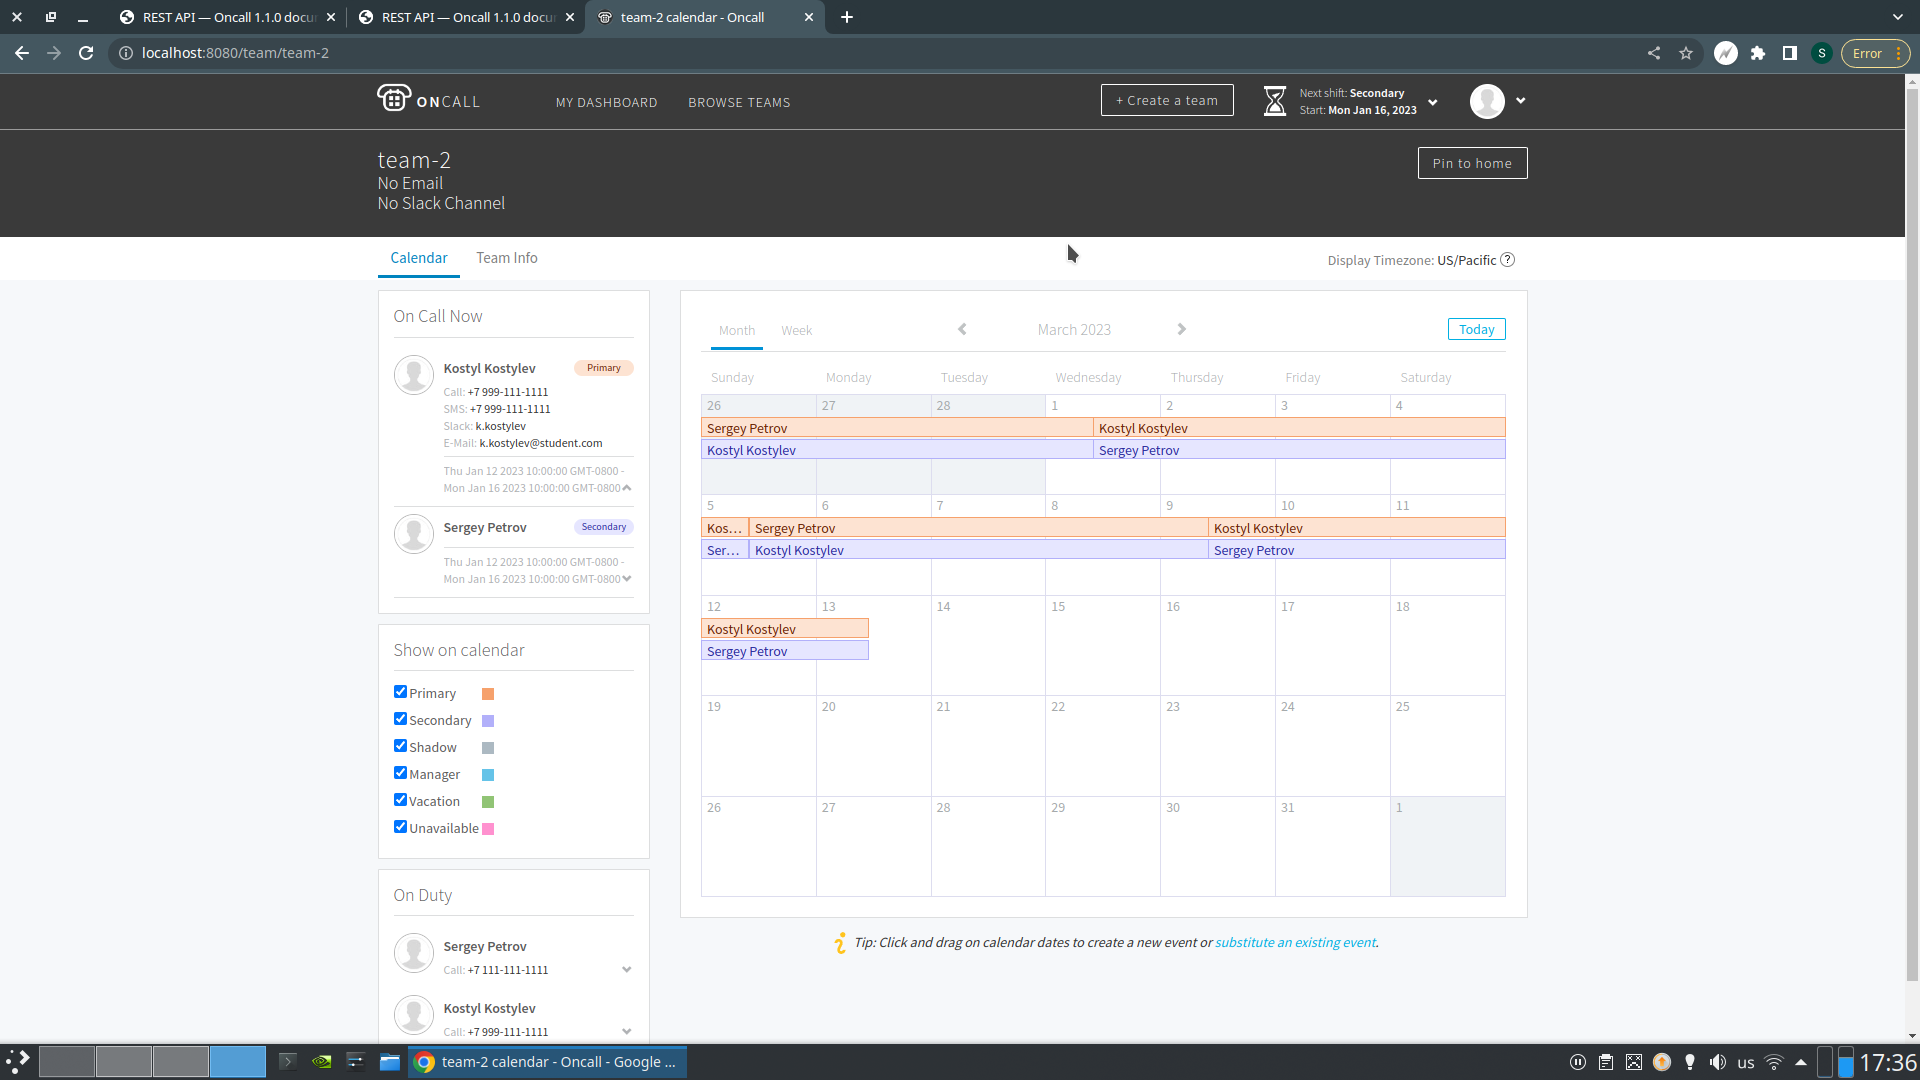 REST API — Oncall 1.1.0 docu
REST API — Oncall 1.1.0 docu
team-2 calendar - Oncall
localhost:8080/team/team-2
S
Error
ONCALL
MY DASHBOARD
BROWSE TEAMS
+ Create a team
Next shift: Secondary
Start: Mon Jan 16, 2023
team-2
No Email
No Slack Channel
Pin to home
Calendar
Team Info
Display Timezone: US/Pacific ?
On Call Now
Kostyl Kostylev
Primary
Call: +7 999-111-1111
SMS: +7 999-111-1111
Slack: k.kostylev
E-Mail: k.kostylev@student.com
Thu Jan 12 2023 10:00:00 GMT-0800 -
Mon Jan 16 2023 10:00:00 GMT-0800
Sergey Petrov
Secondary
Thu Jan 12 2023 10:00:00 GMT-0800 -
Mon Jan 16 2023 10:00:00 GMT-0800
Show on calendar
Primary
Secondary
Shadow
Manager
Vacation
Unavailable
On Duty
Sergey Petrov
Call: +7 111-111-1111
Kostyl Kostylev
Call: +7 999-111-1111
Month
Week
March 2023
Today
Sunday Monday Tuesday Wednesday Thursday Friday Saturday
26 27 28 1 2 3 4
Sergey Petrov Kostyl Kostylev
Kostyl Kostylev Sergey Petrov
5 6 7 8 9 10 11
Kos... Sergey Petrov Kostyl Kostylev
Ser... Kostyl Kostylev Sergey Petrov
12 13 14 15 16 17 18
Kostyl Kostylev
Sergey Petrov
19 20 21 22 23 24 25
26 27 28 29 30 31 1
Tip: Click and drag on calendar dates to create a new event or substitute an existing event.
team-2 calendar - Oncall - Google ...
us
17:36